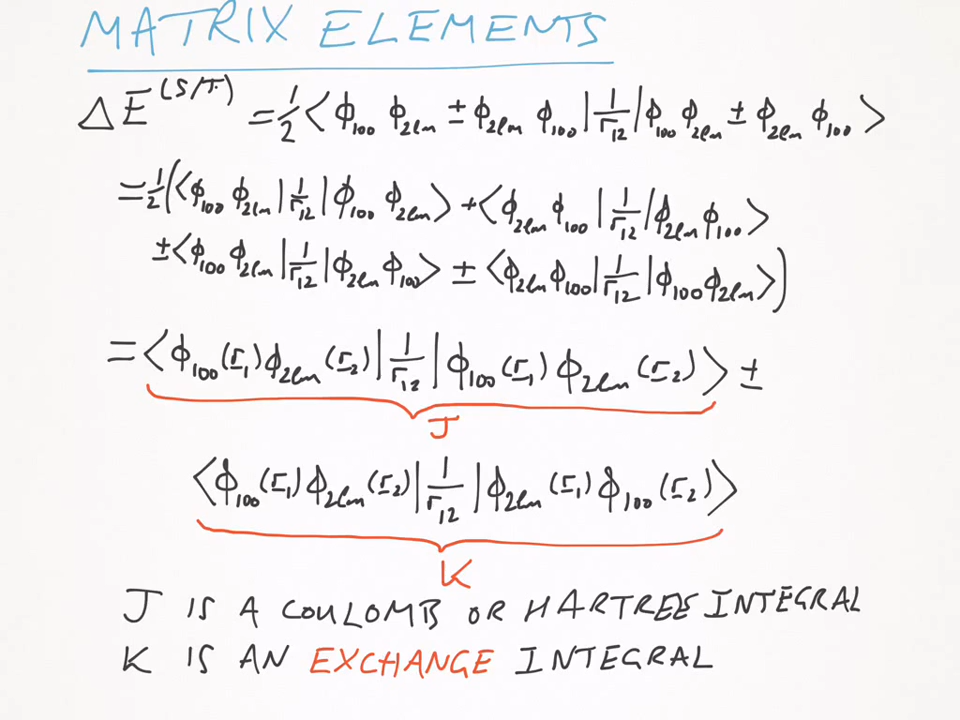 MATRIX ELEMENTS
ΔE^(S/T) = 1/2 ⟨ϕ₁₀₀ ϕ₂ₗₘ ± ϕ₂ₗₘ ϕ₁₀₀ | 1/r₁₂ | ϕ₁₀₀ ϕ₂ₗₘ ± ϕ₂ₗₘ ϕ₁₀₀⟩
= 1/2 (⟨ϕ₁₀₀ ϕ₂ₗₘ | 1/r₁₂ | ϕ₁₀₀ ϕ₂ₗₘ⟩ + ⟨ϕ₂ₗₘ ϕ₁₀₀ | 1/r₁₂ | ϕ₂ₗₘ ϕ₁₀₀⟩
± ⟨ϕ₁₀₀ ϕ₂ₗₘ | 1/r₁₂ | ϕ₂ₗₘ ϕ₁₀₀⟩ ± ⟨ϕ₂ₗₘ ϕ₁₀₀ | 1/r₁₂ | ϕ₁₀₀ ϕ₂ₗₘ⟩)
= ⟨ϕ₁₀₀(r₁) ϕ₂ₗₘ(r₂) | 1/r₁₂ | ϕ₁₀₀(r₁) ϕ₂ₗₘ(r₂)⟩ ±
J
⟨ϕ₁₀₀(r₁) ϕ₂ₗₘ(r₂) | 1/r₁₂ | ϕ₂ₗₘ(r₁) ϕ₁₀₀(r₂)⟩
K
J IS A COULOMB OR HARTREE INTEGRAL
K IS AN EXCHANGE INTEGRAL